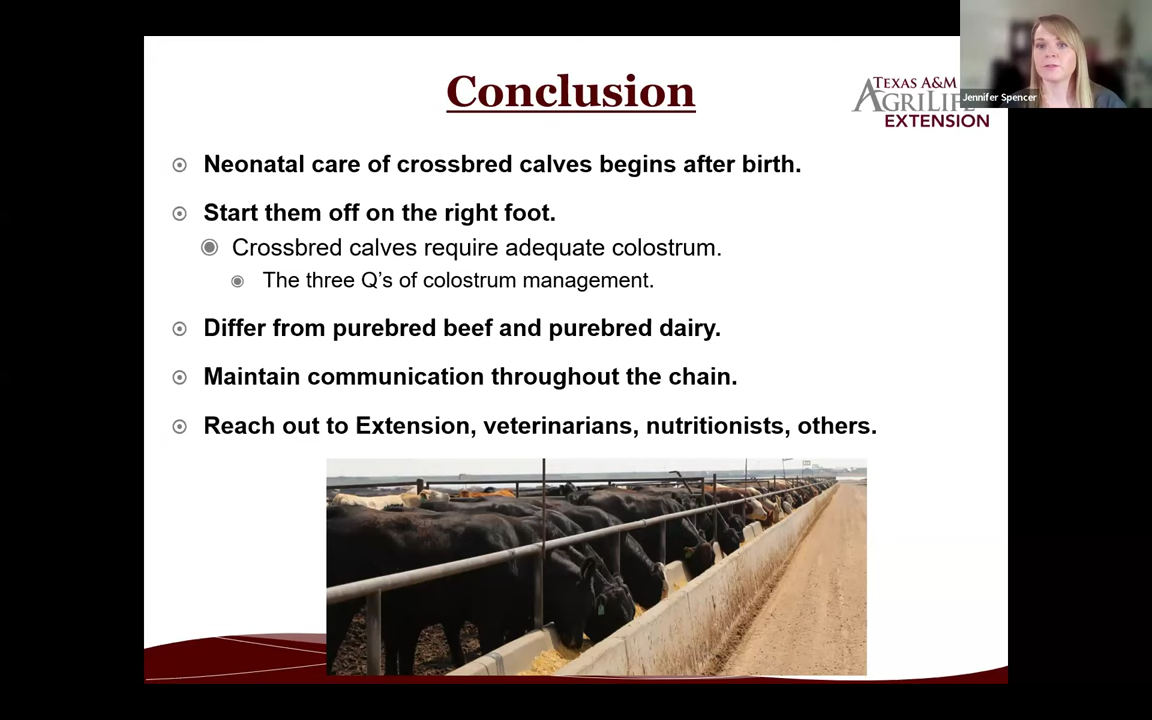 Conclusion
TEXAS A&M
AGRILIFE
EXTENSION
Jennifer Spencer
Neonatal care of crossbred calves begins after birth.
Start them off on the right foot.
Crossbred calves require adequate colostrum.
The three Q’s of colostrum management.
Differ from purebred beef and purebred dairy.
Maintain communication throughout the chain.
Reach out to Extension, veterinarians, nutritionists, others.